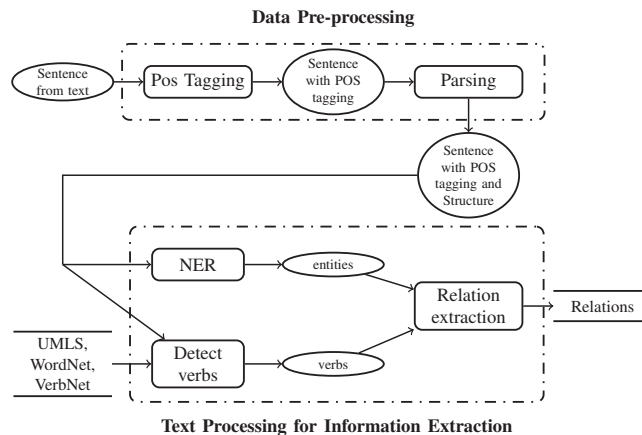 Data Pre-processing
Sentence
from text
Pos Tagging
Sentence
with POS
tagging
Parsing
Sentence
with POS
tagging and
Structure
NER
entities
Relation
extraction
Relations
UMLS,
WordNet,
VerbNet
Detect
verbs
verbs
Text Processing for Information Extraction